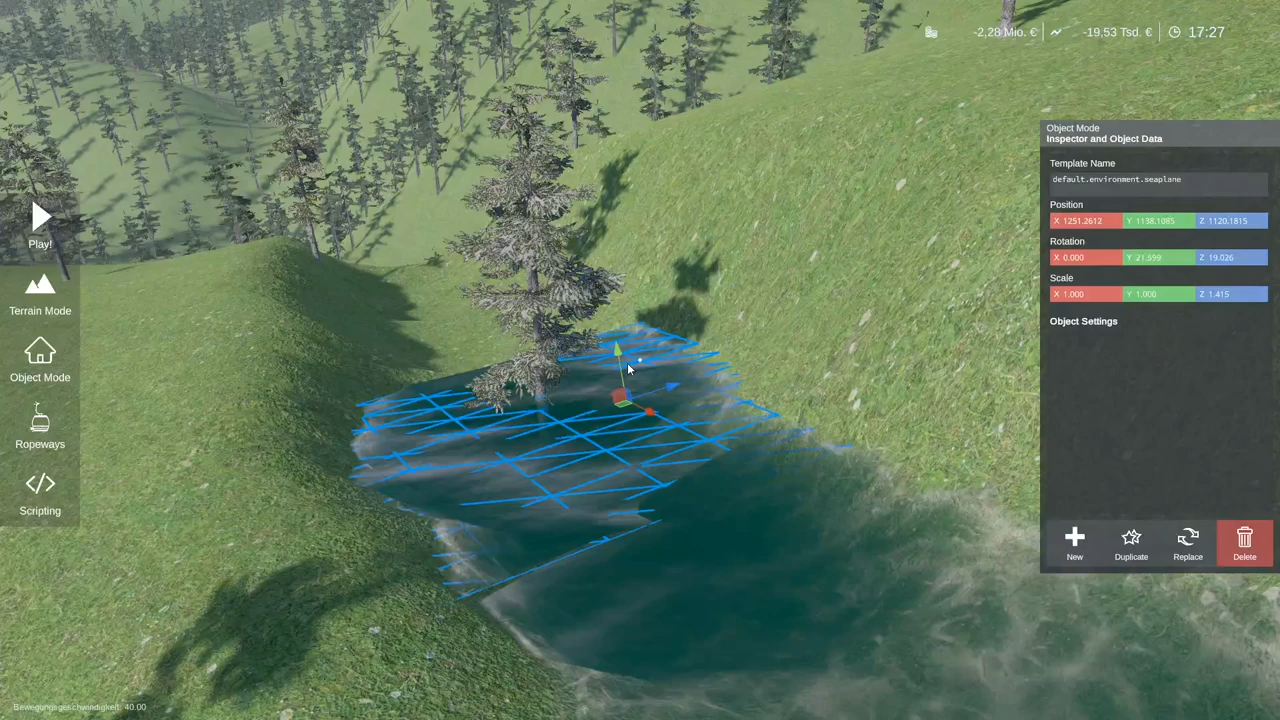 -2,28 Mio. €
-19,53 Tsd. €
17:27
Play!
Terrain Mode
Object Mode
Ropeways
Scripting
Object Mode
Inspector and Object Data
Template Name
default.environment.seaplane
Position
X 1251.2612 Y 1138.1085 Z 1120.1815
Rotation
X 0.000 Y 21.599 Z 19.026
Scale
X 1.000 Y 1.000 Z 1.415
Object Settings
New Duplicate Replace Delete
Bewegungsgeschwindigkeit: 40.00